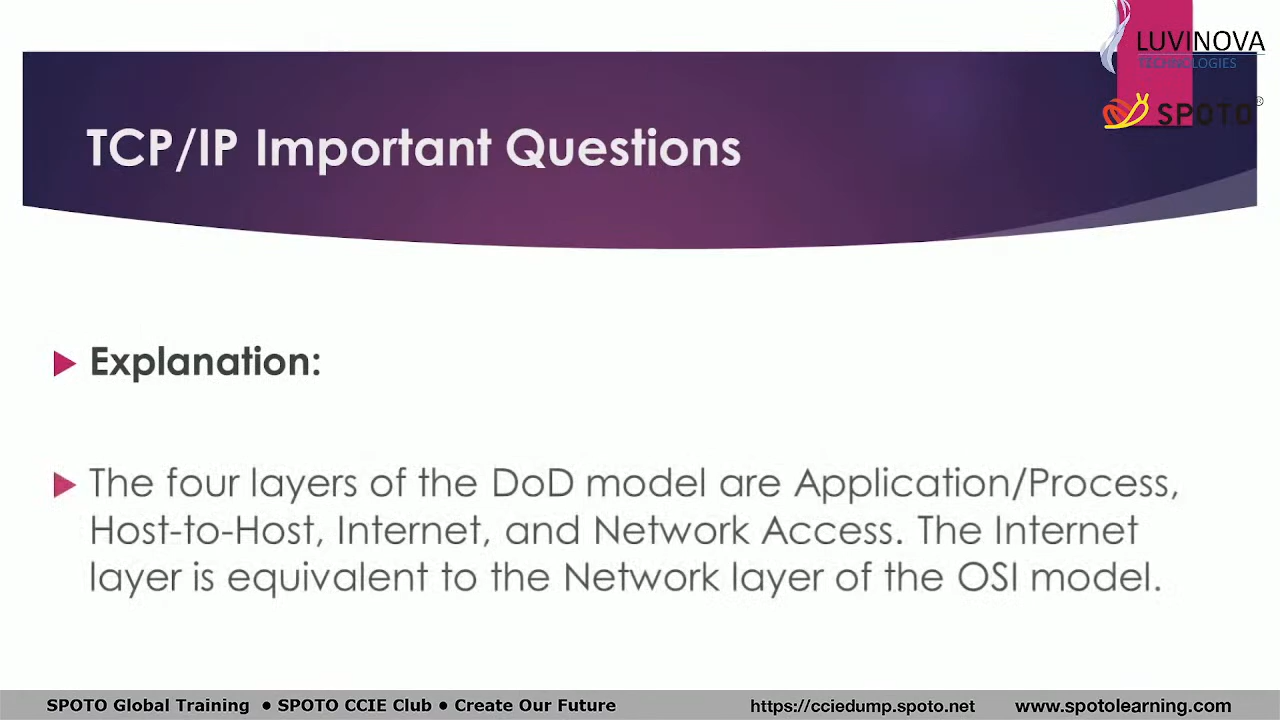 LUVINOVA
TECHNOLOGIES
SPOTO®
TCP/IP Important Questions
Explanation:
The four layers of the DoD model are Application/Process,
Host-to-Host, Internet, and Network Access. The Internet
layer is equivalent to the Network layer of the OSI model.
SPOTO Global Training ● SPOTO CCIE Club ● Create Our Future
https://cciedump.spoto.net
www.spotolearning.com